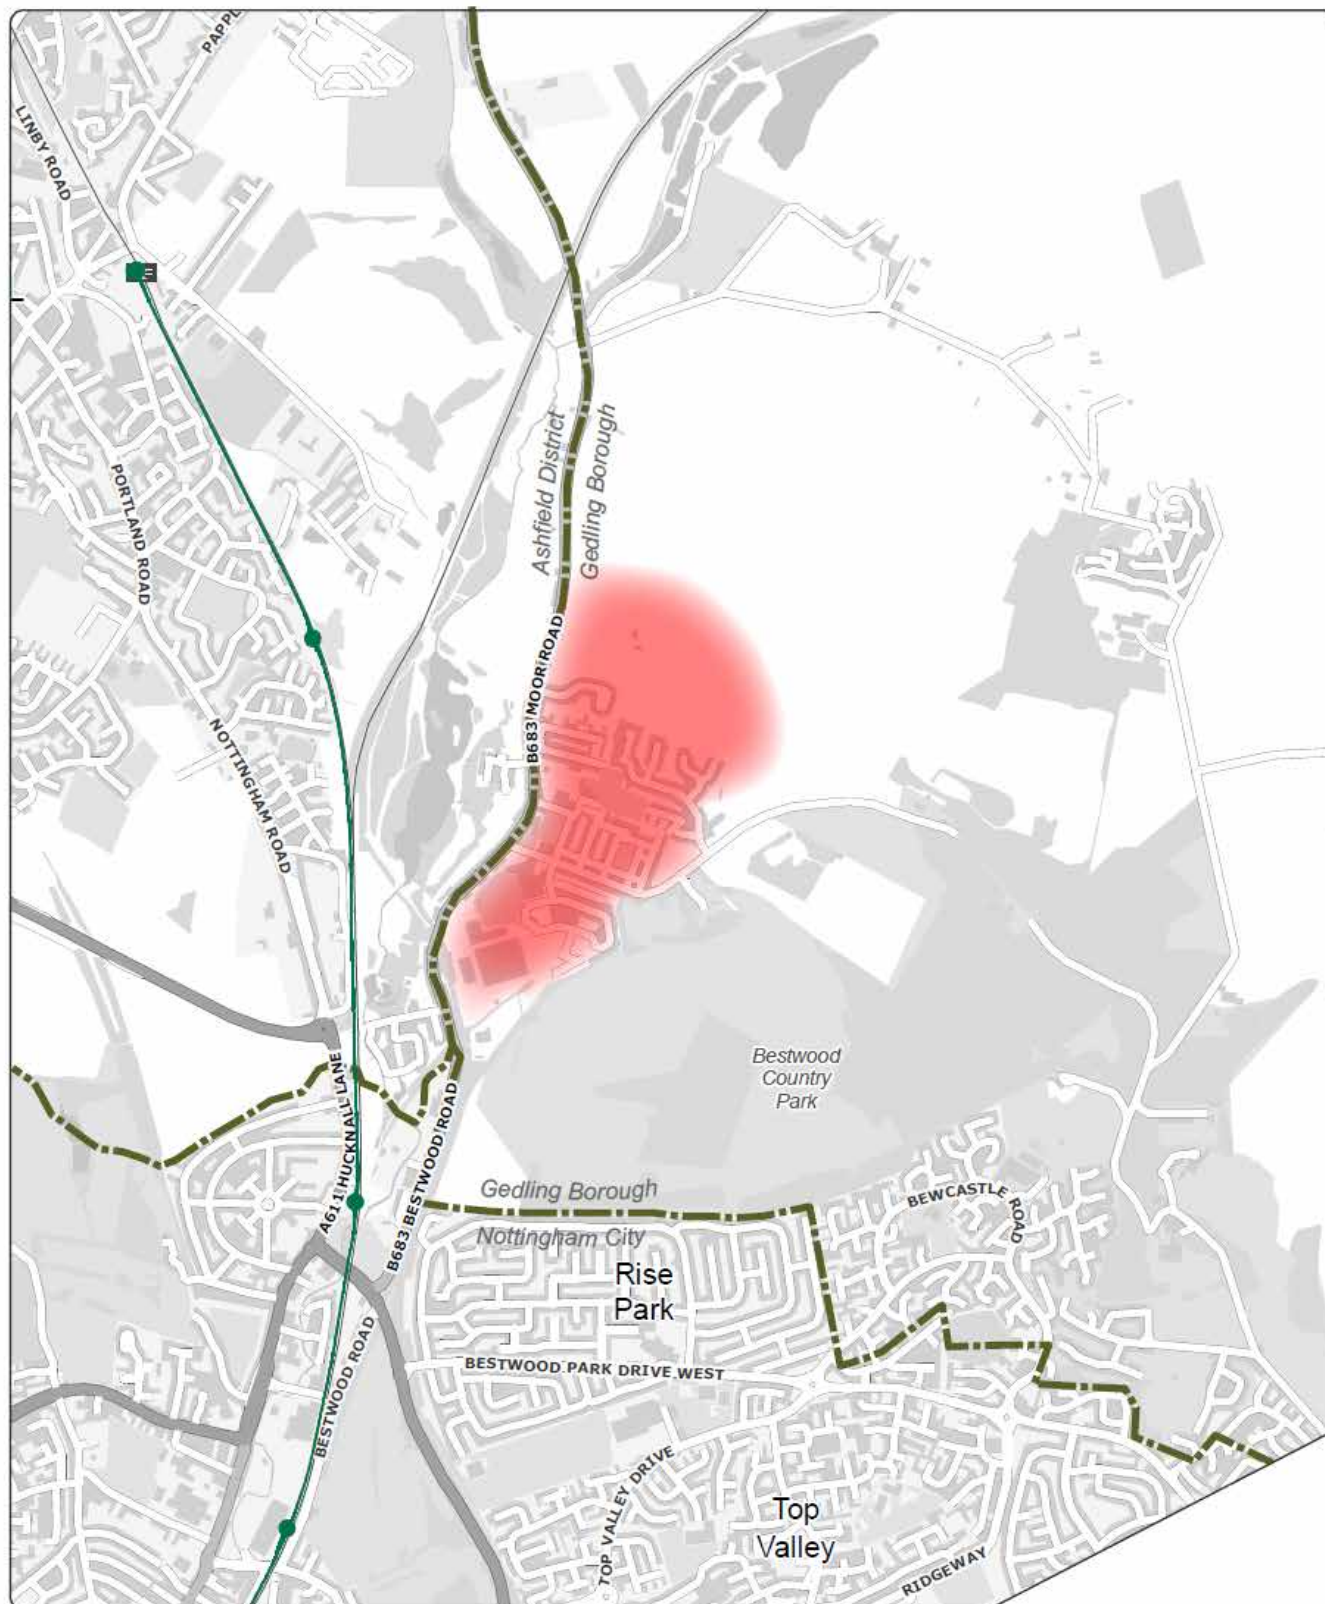 PAPPL
LINBY ROAD
PORTLAND ROAD
Ashfield District
Gedling Borough
B683 MOOR ROAD
NOTTINGHAM ROAD
Bestwood
Country
Park
A611 HUCKNALL LANE
B683 BESTWOOD ROAD
Gedling Borough
Nottingham City
BEWCASTLE ROAD
Rise
Park
BESTWOOD ROAD
BESTWOOD PARK DRIVE WEST
TOP VALLEY DRIVE
Top
Valley
RIDGEWAY